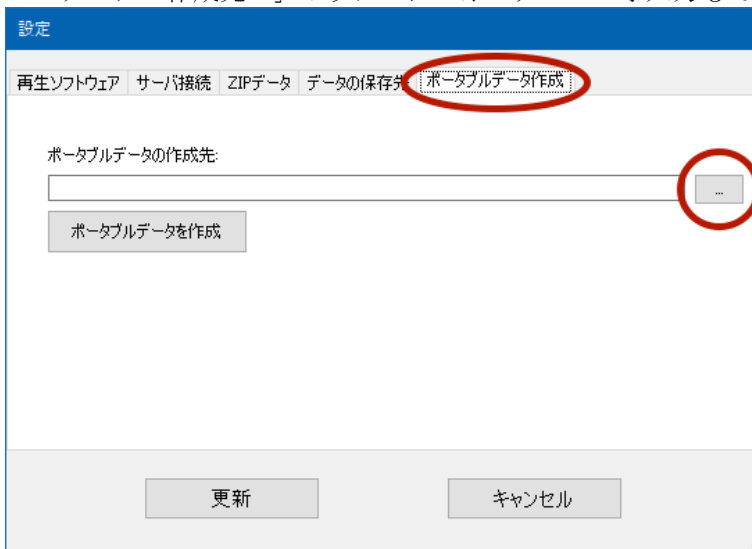 設定
再生ソフトウェア サーバ接続 ZIPデータ データの保存先 ポータブルデータ作成
ポータブルデータの作成先:
...
ポータブルデータを作成
更新 キャンセル